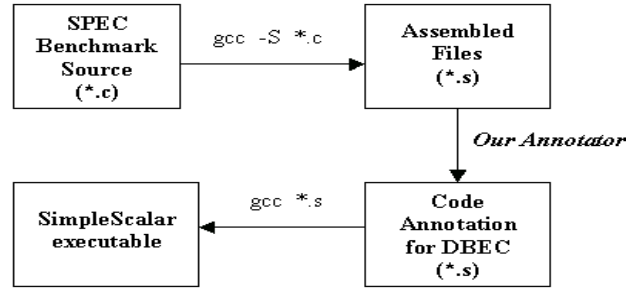 SPEC
Benchmark
Source
(*.c)
gcc -S *.c
Assembled
Files
(*.s)
Our Annotator
SimpleScalar
executable
gcc *.s
Code
Annotation
for DBEC
(*.s)